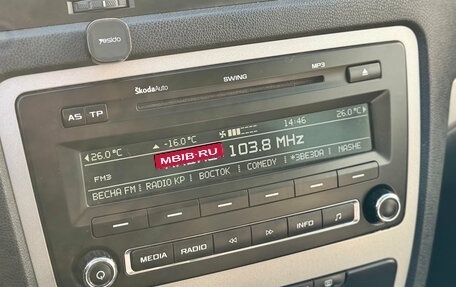 yesido
ŠkodaAuto
SWING
MP3
AS
TP
14:46
26.0°C
-16.0°C
26.0°C
MBIB.RU
103.8 MHz
FM3
ВЕСНА FM | RADIO KP | ВОСТОК | COMEDY | *ЗВЕЗДА | NASHE
MEDIA
RADIO
INFO